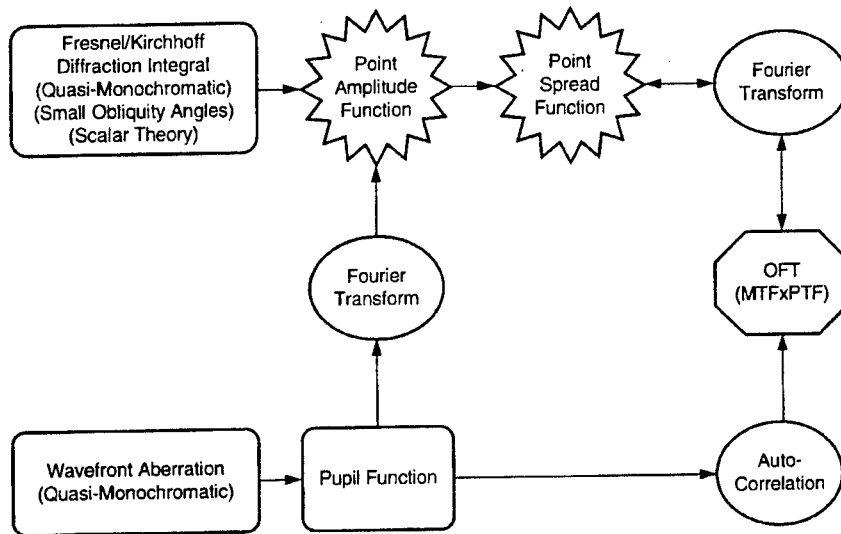 Fresnel/Kirchhoff
Diffraction Integral
(Quasi-Monochromatic)
(Small Obliquity Angles)
(Scalar Theory)
Point
Amplitude
Function
Point
Spread
Function
Fourier
Transform
Fourier
Transform
OFT
(MTFxPTF)
Wavefront Aberration
(Quasi-Monochromatic)
Pupil Function
Auto-
Correlation